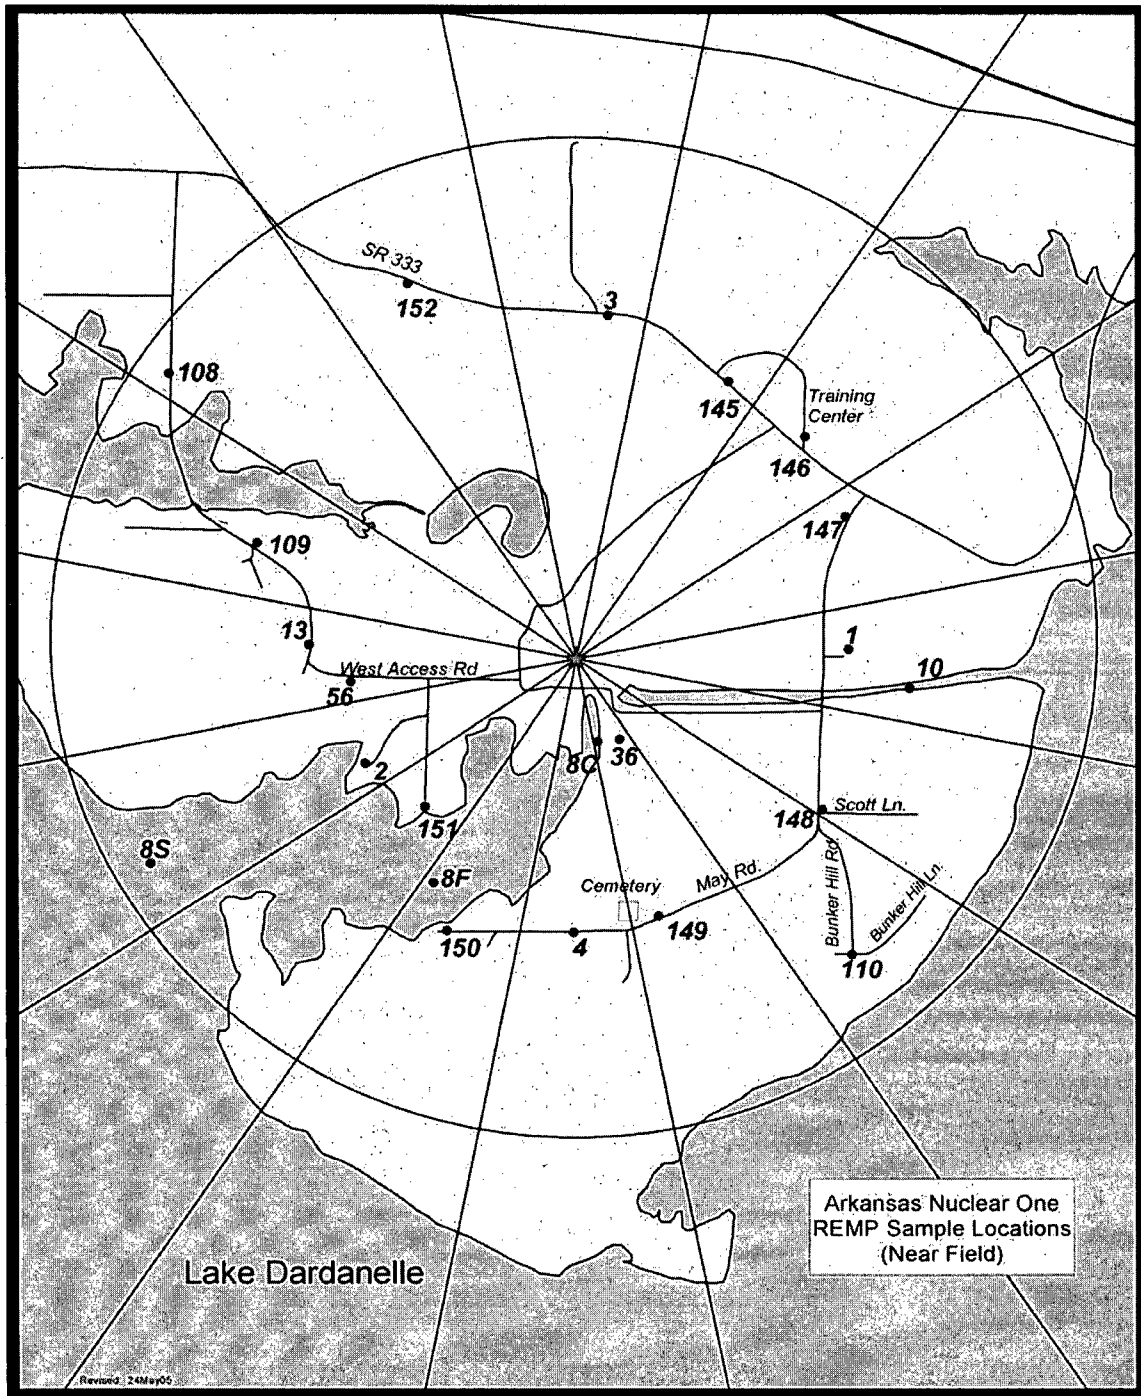 SR 333
152
3
108
145
Training
Center
146
147
109
13
1
West Access Rd
10
56
2
8C
36
151
148
Scott Ln.
8S
8F
May Rd.
Bunker Hill Rd.
Bunker Hill Ln.
Cemetery
150
4
149
110
Arkansas Nuclear One
REMP Sample Locations
(Near Field)
Lake Dardanelle
Revised: 24May05